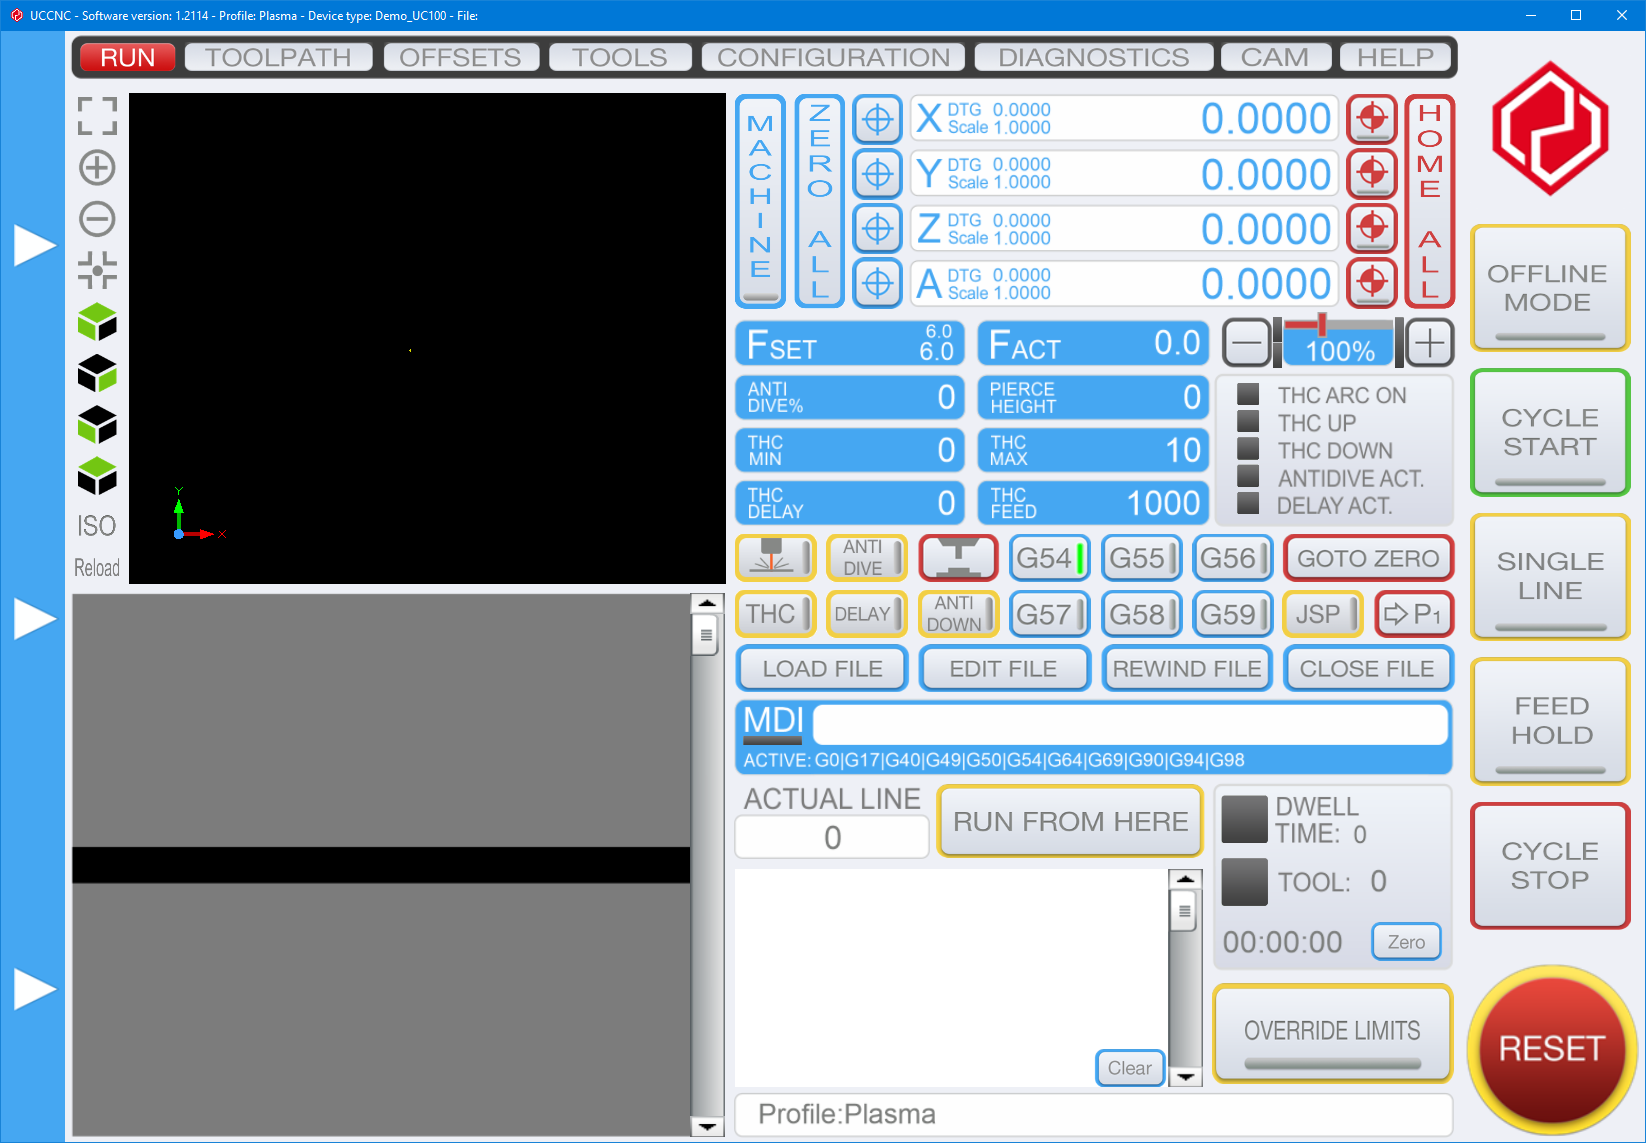 UCCNC - Software version: 1.2114 - Profile: Plasma - Device type: Demo_UC100 - File:
RUN
TOOLPATH
OFFSETS
TOOLS
CONFIGURATION
DIAGNOSTICS
CAM
HELP
ISO
Reload
Y
X
MACHINE
ZERO ALL
X DTG 0.0000
Scale 1.0000
0.0000
Y DTG 0.0000
Scale 1.0000
0.0000
Z DTG 0.0000
Scale 1.0000
0.0000
A DTG 0.0000
Scale 1.0000
0.0000
HOME ALL
FSET
6.0
6.0
FACT 0.0
100%
ANTI
DIVE%
0
PIERCE
HEIGHT
0
THC
MIN
0
THC
MAX
10
THC
DELAY
0
THC
FEED
1000
THC ARC ON
THC UP
THC DOWN
ANTIDIVE ACT.
DELAY ACT.
ANTI
DIVE
G54
G55
G56
GOTO ZERO
THC
DELAY
ANTI
DOWN
G57
G58
G59
JSP
P1
LOAD FILE
EDIT FILE
REWIND FILE
CLOSE FILE
MDI
ACTIVE: G0|G17|G40|G49|G50|G54|G64|G69|G90|G94|G98
ACTUAL LINE
0
RUN FROM HERE
DWELL
TIME: 0
TOOL: 0
00:00:00
Zero
Clear
OVERRIDE LIMITS
Profile:Plasma
OFFLINE
MODE
CYCLE
START
SINGLE
LINE
FEED
HOLD
CYCLE
STOP
RESET